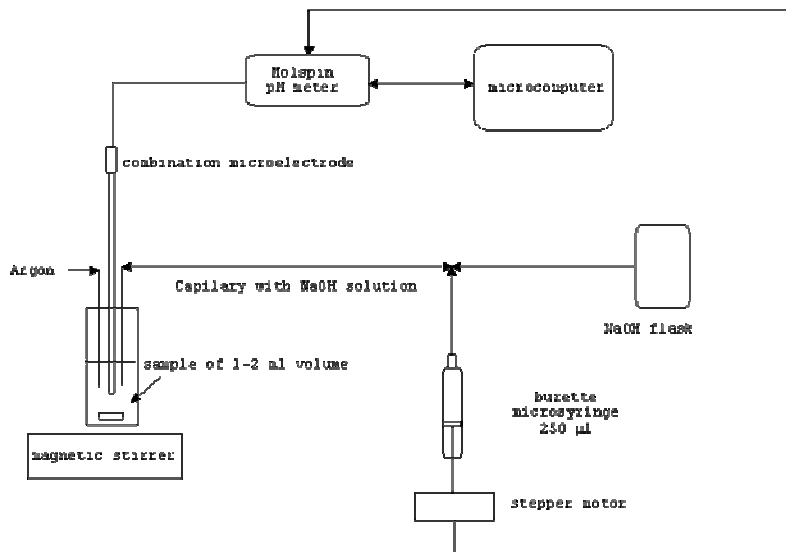 Molspin
pH meter
microcomputer
combination microelectrode
Argon
Capilary with NaOH solution
NaOH flask
sample of 1-2 ml volume
burette
microsyringe
250 µl
magnetic stirrer
stepper motor